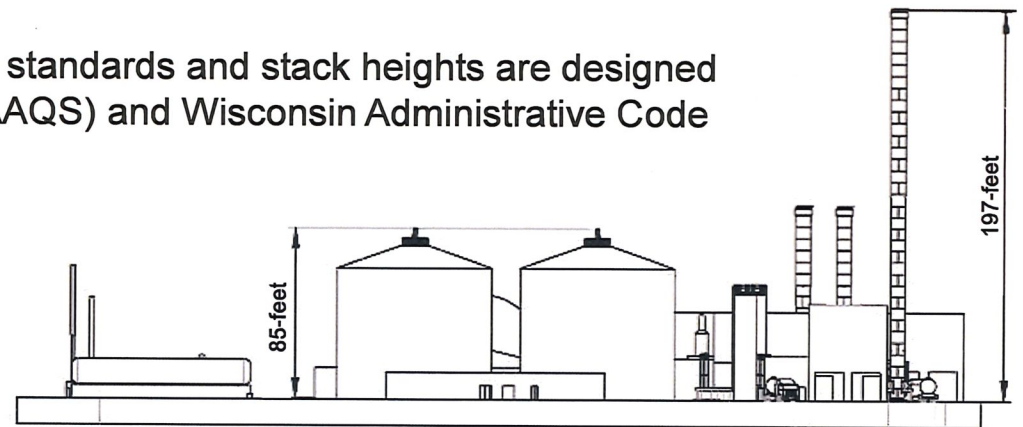 standards and stack heights are designed
AQS) and Wisconsin Administrative Code
85-feet
197-feet